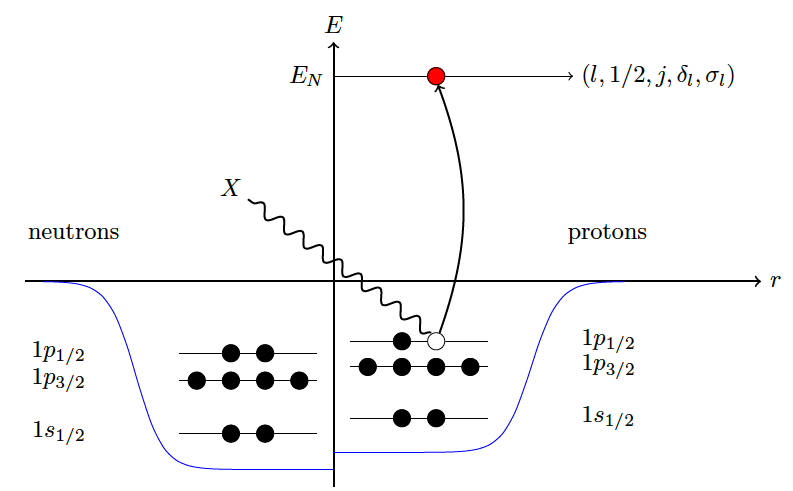 E
E_N
(l, 1/2, j, δ_l, σ_l)
X
neutrons
protons
r
1p_{1/2}
1p_{3/2}
1s_{1/2}
1p_{1/2}
1p_{3/2}
1s_{1/2}